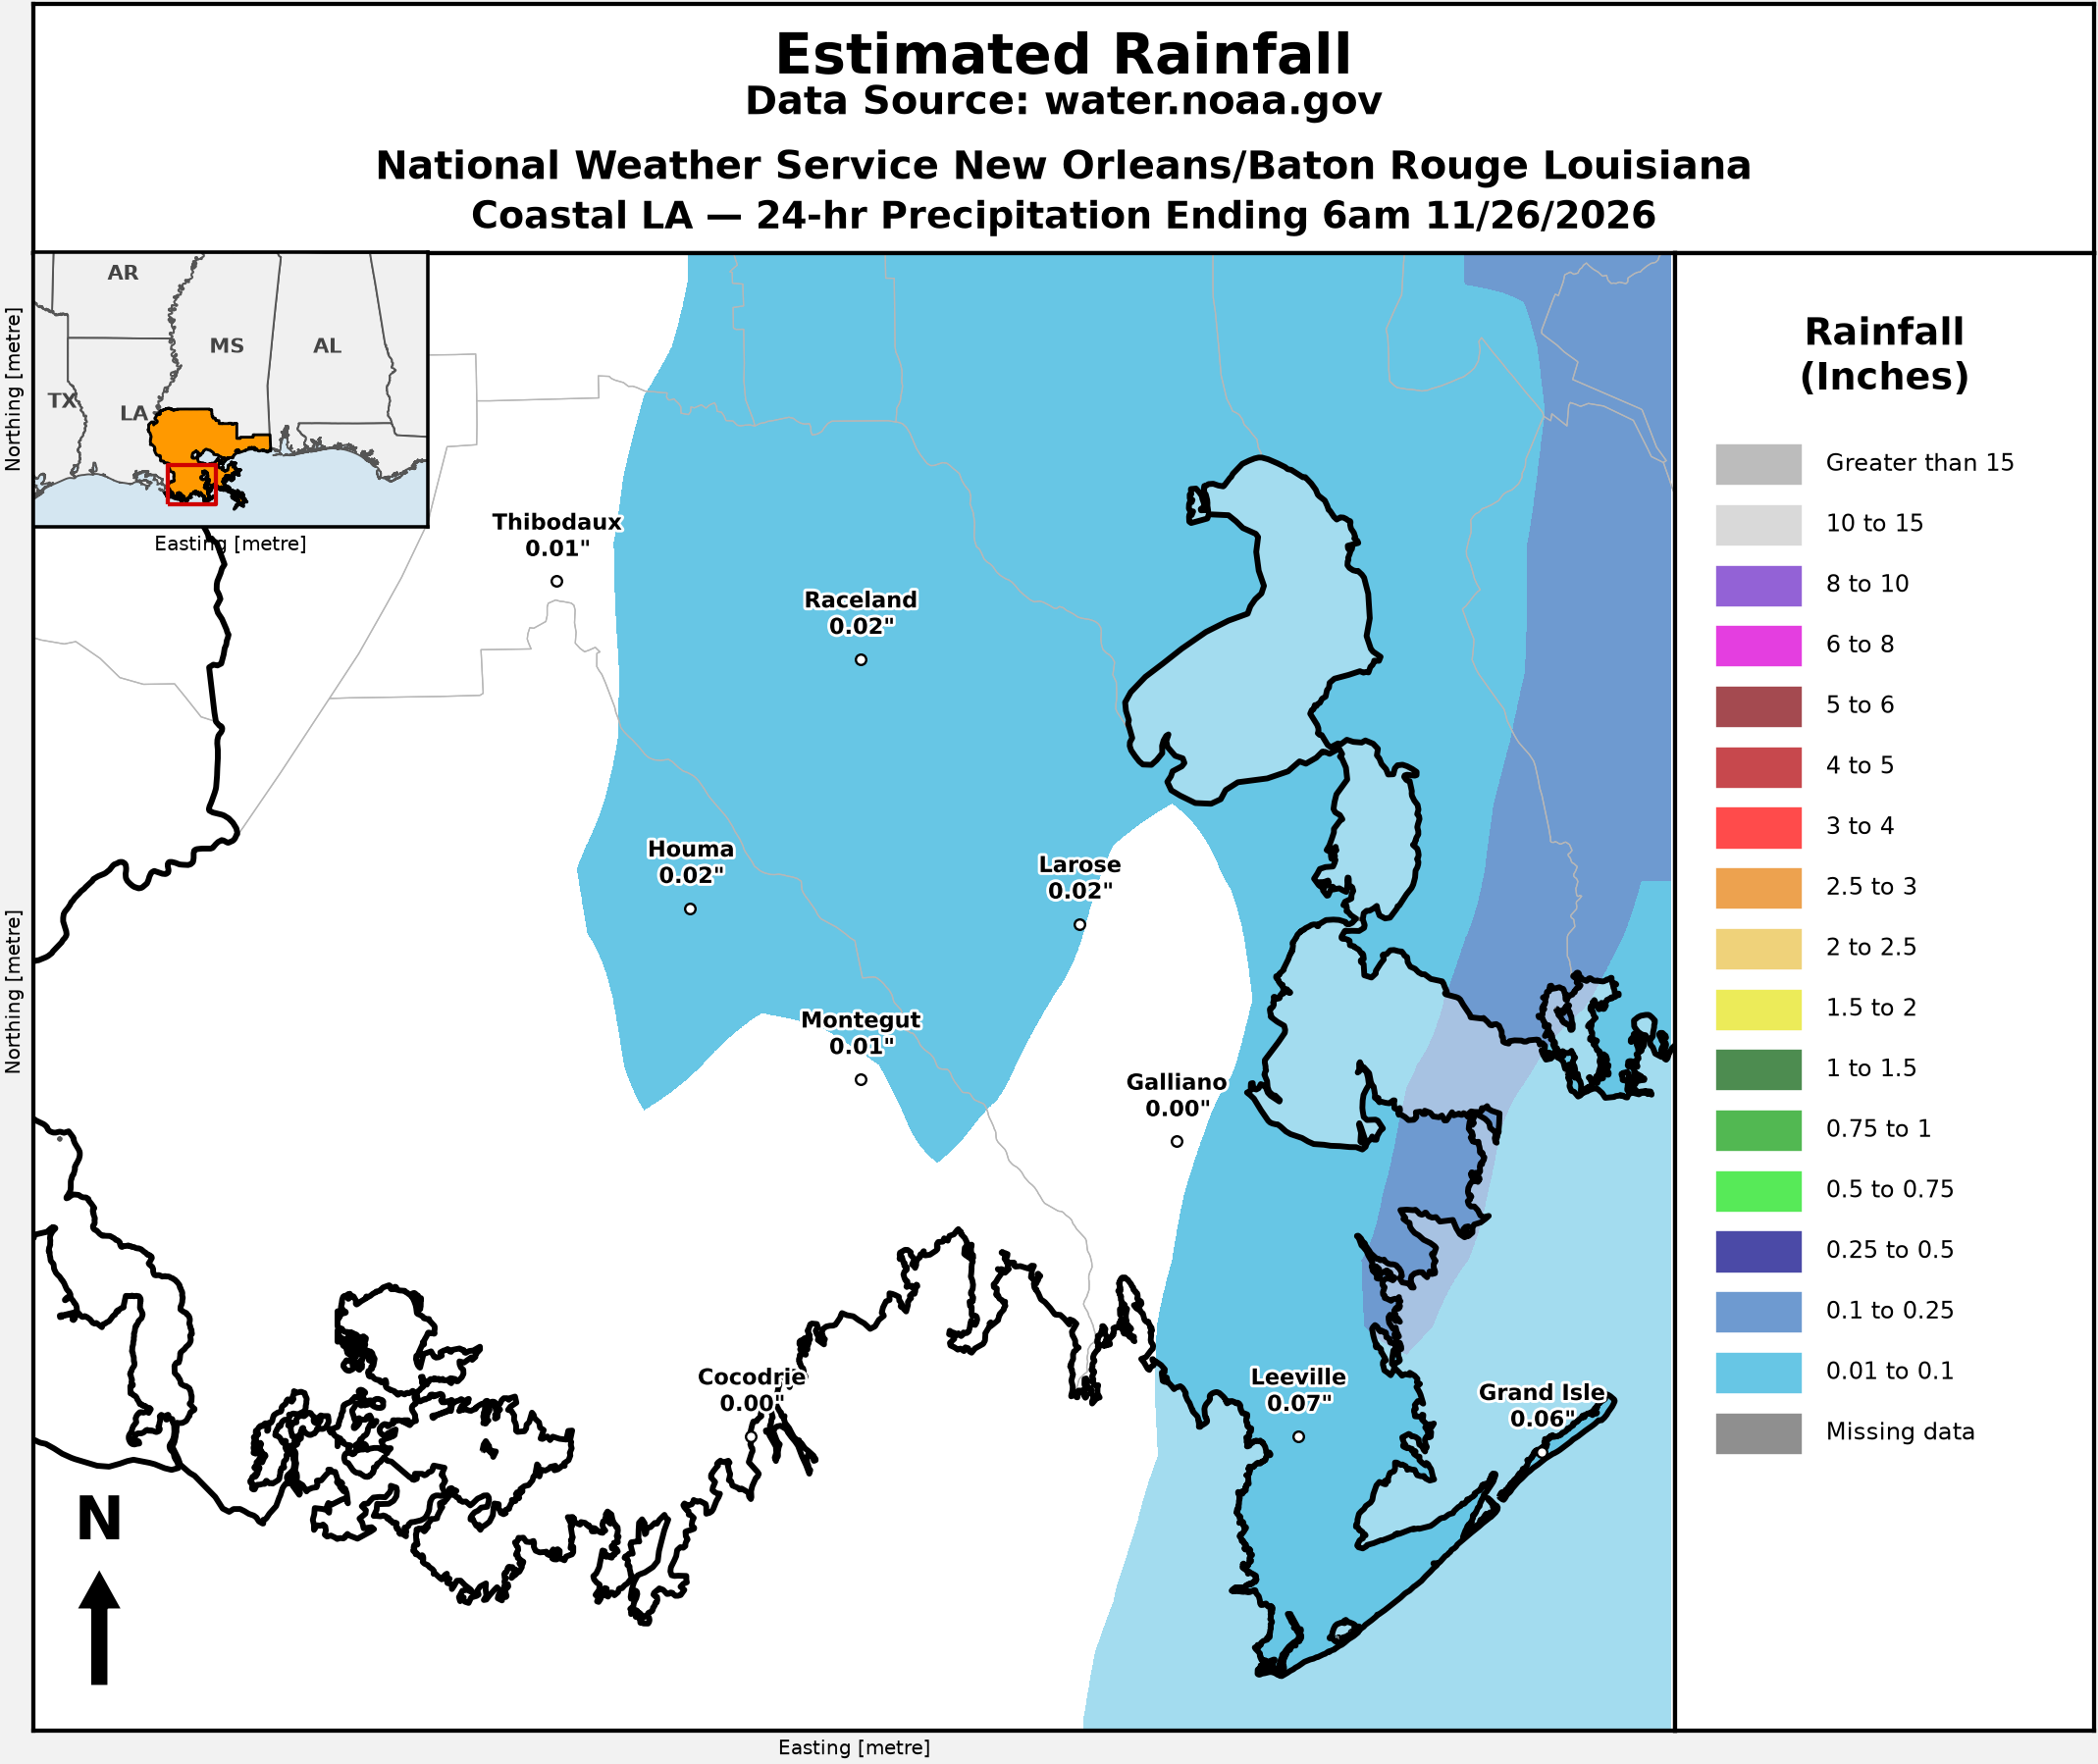 Estimated Rainfall
Data Source: water.noaa.gov
National Weather Service New Orleans/Baton Rouge Louisiana
Coastal LA — 24-hr Precipitation Ending 6am 11/26/2026
Northing [metre]
AR
MS
AL
TX
LA
Easting [metre]
Thibodaux
0.01"
Raceland
0.02"
Houma
0.02"
Larose
0.02"
Montegut
0.01"
Galliano
0.00"
Cocodrie
0.00"
Leeville
0.07"
Grand Isle
0.06"
N
Northing [metre]
Easting [metre]
Rainfall
(Inches)
Greater than 15
10 to 15
8 to 10
6 to 8
5 to 6
4 to 5
3 to 4
2.5 to 3
2 to 2.5
1.5 to 2
1 to 1.5
0.75 to 1
0.5 to 0.75
0.25 to 0.5
0.1 to 0.25
0.01 to 0.1
Missing data